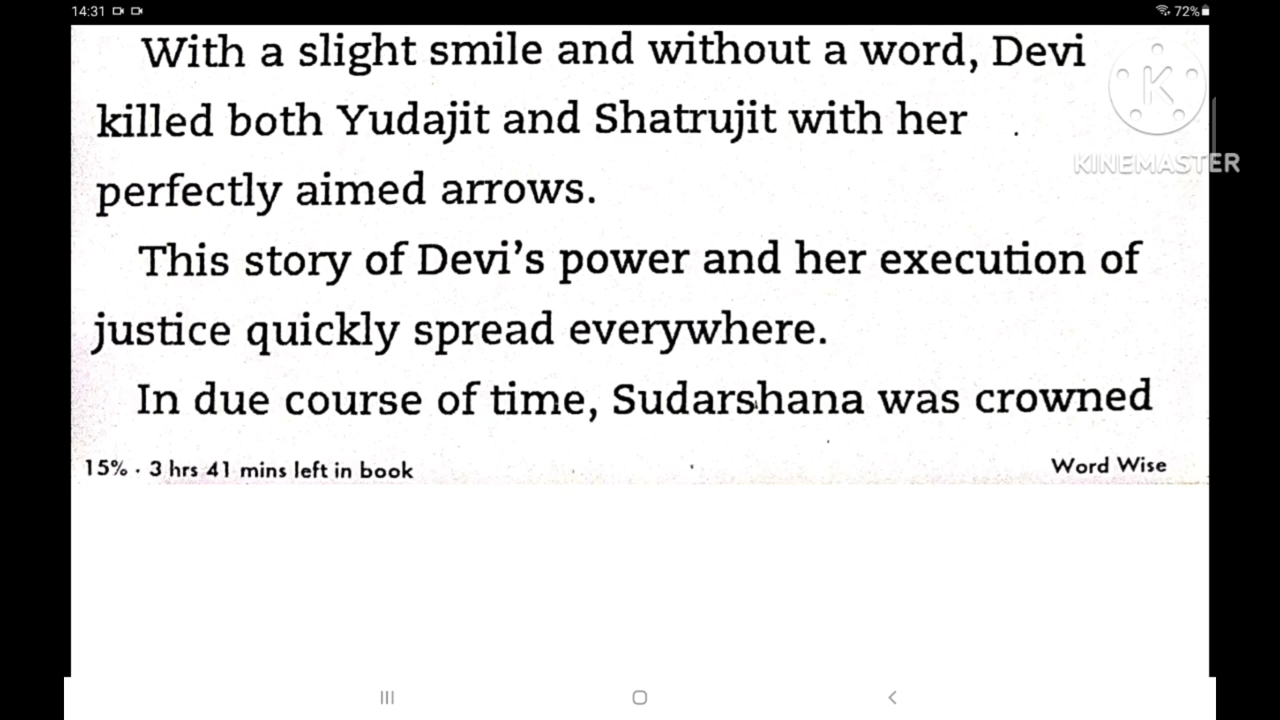 14:31 72%
With a slight smile and without a word, Devi
killed both Yudajit and Shatrujit with her
perfectly aimed arrows.
This story of Devi's power and her execution of
justice quickly spread everywhere.
In due course of time, Sudarshana was crowned
15% · 3 hrs 41 mins left in book Word Wise
K
KINEMASTER